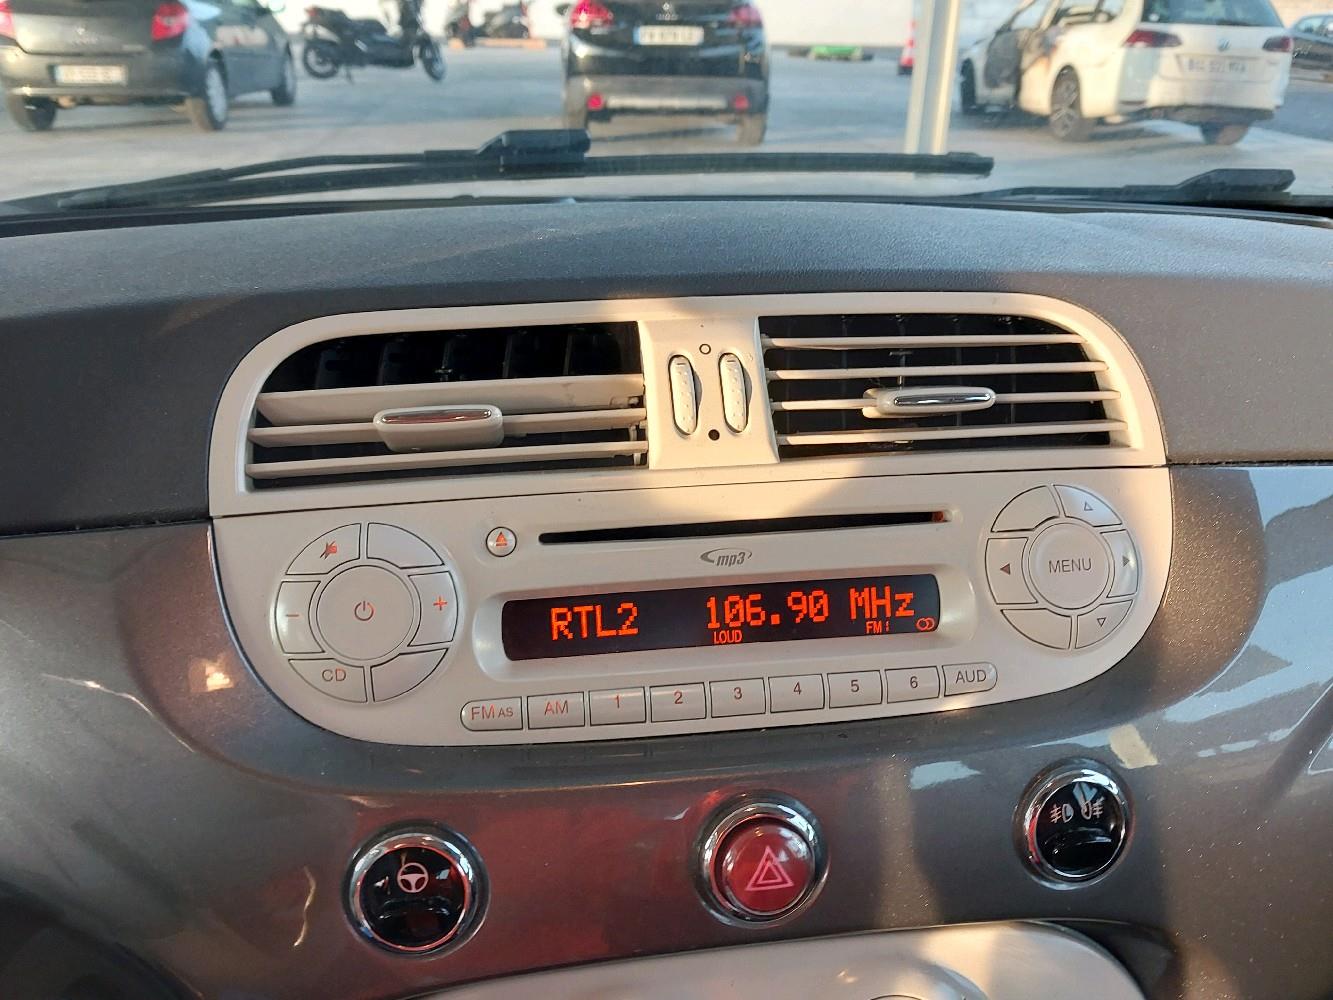 mp3
RTL2 106.90 MHz
LOUD FM1
MENU
CD
FM AS AM 1 2 3 4 5 6 AUD